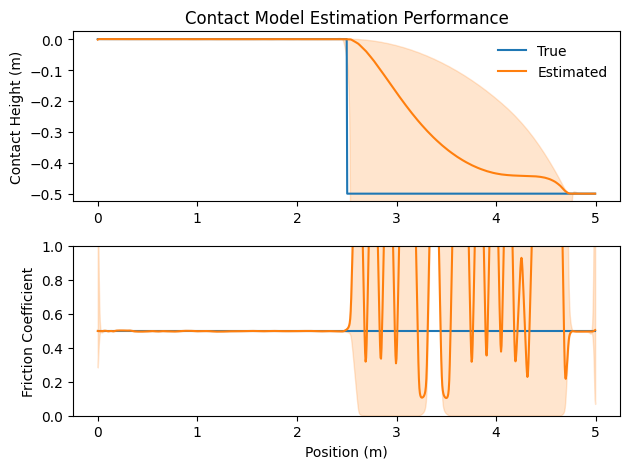 Contact Model Estimation Performance
Contact Height (m)
0.0
−0.1
−0.2
−0.3
−0.4
−0.5
True
Estimated
0 1 2 3 4 5
Friction Coefficient
1.0
0.8
0.6
0.4
0.2
0.0
0 1 2 3 4 5
Position (m)